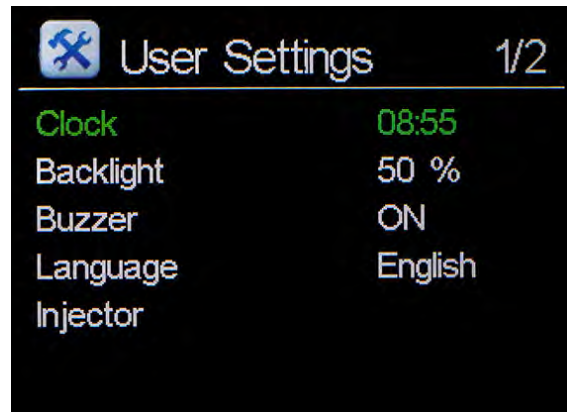 User Settings 1/2
Clock 08:55
Backlight 50 %
Buzzer ON
Language English
Injector